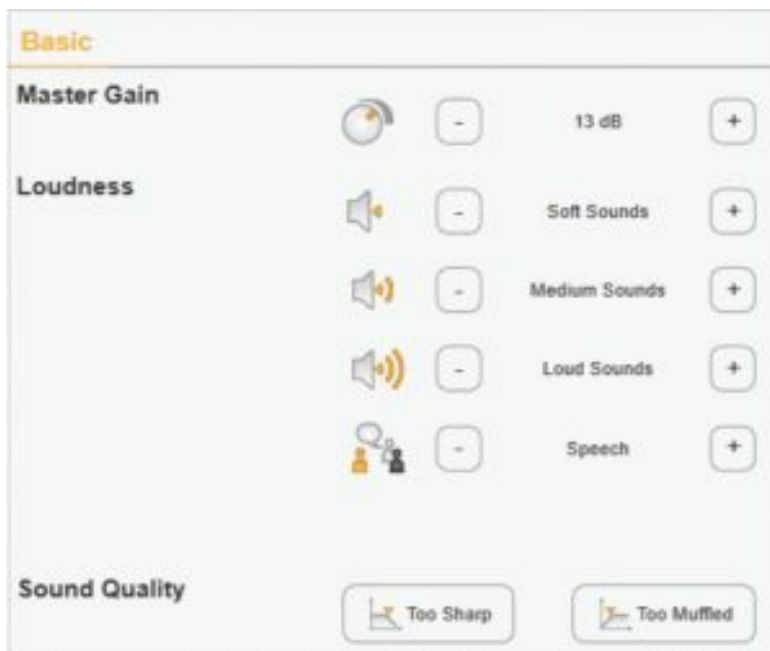 Basic
Master Gain
- 13 dB +
Loudness
- Soft Sounds +
- Medium Sounds +
- Loud Sounds +
- Speech +
Sound Quality
Too Sharp Too Muffled